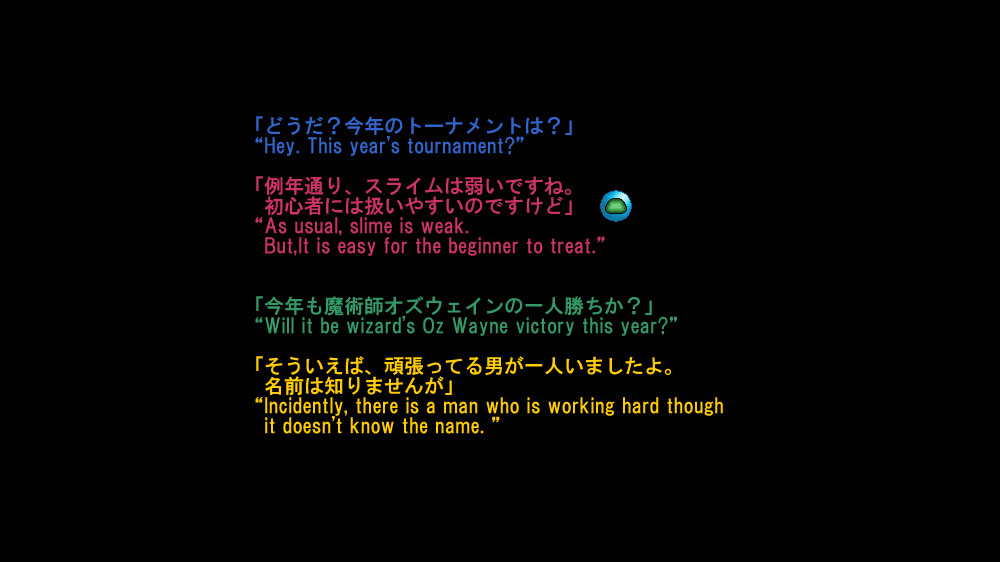 「どうだ？今年のトーナメントは？」
“Hey. This year's tournament?”
「例年通り、スライムは弱いですね。
初心者には扱いやすいのですけど」
“As usual, slime is weak.
But,It is easy for the beginner to treat.”
「今年も魔術師オズウェインの一人勝ちか？」
“Will it be wizard's Oz Wayne victory this year?”
「そういえば、頑張ってる男が一人いましたよ。
名前は知りませんが」
“Incidently, there is a man who is working hard though
it doesn't know the name. ”